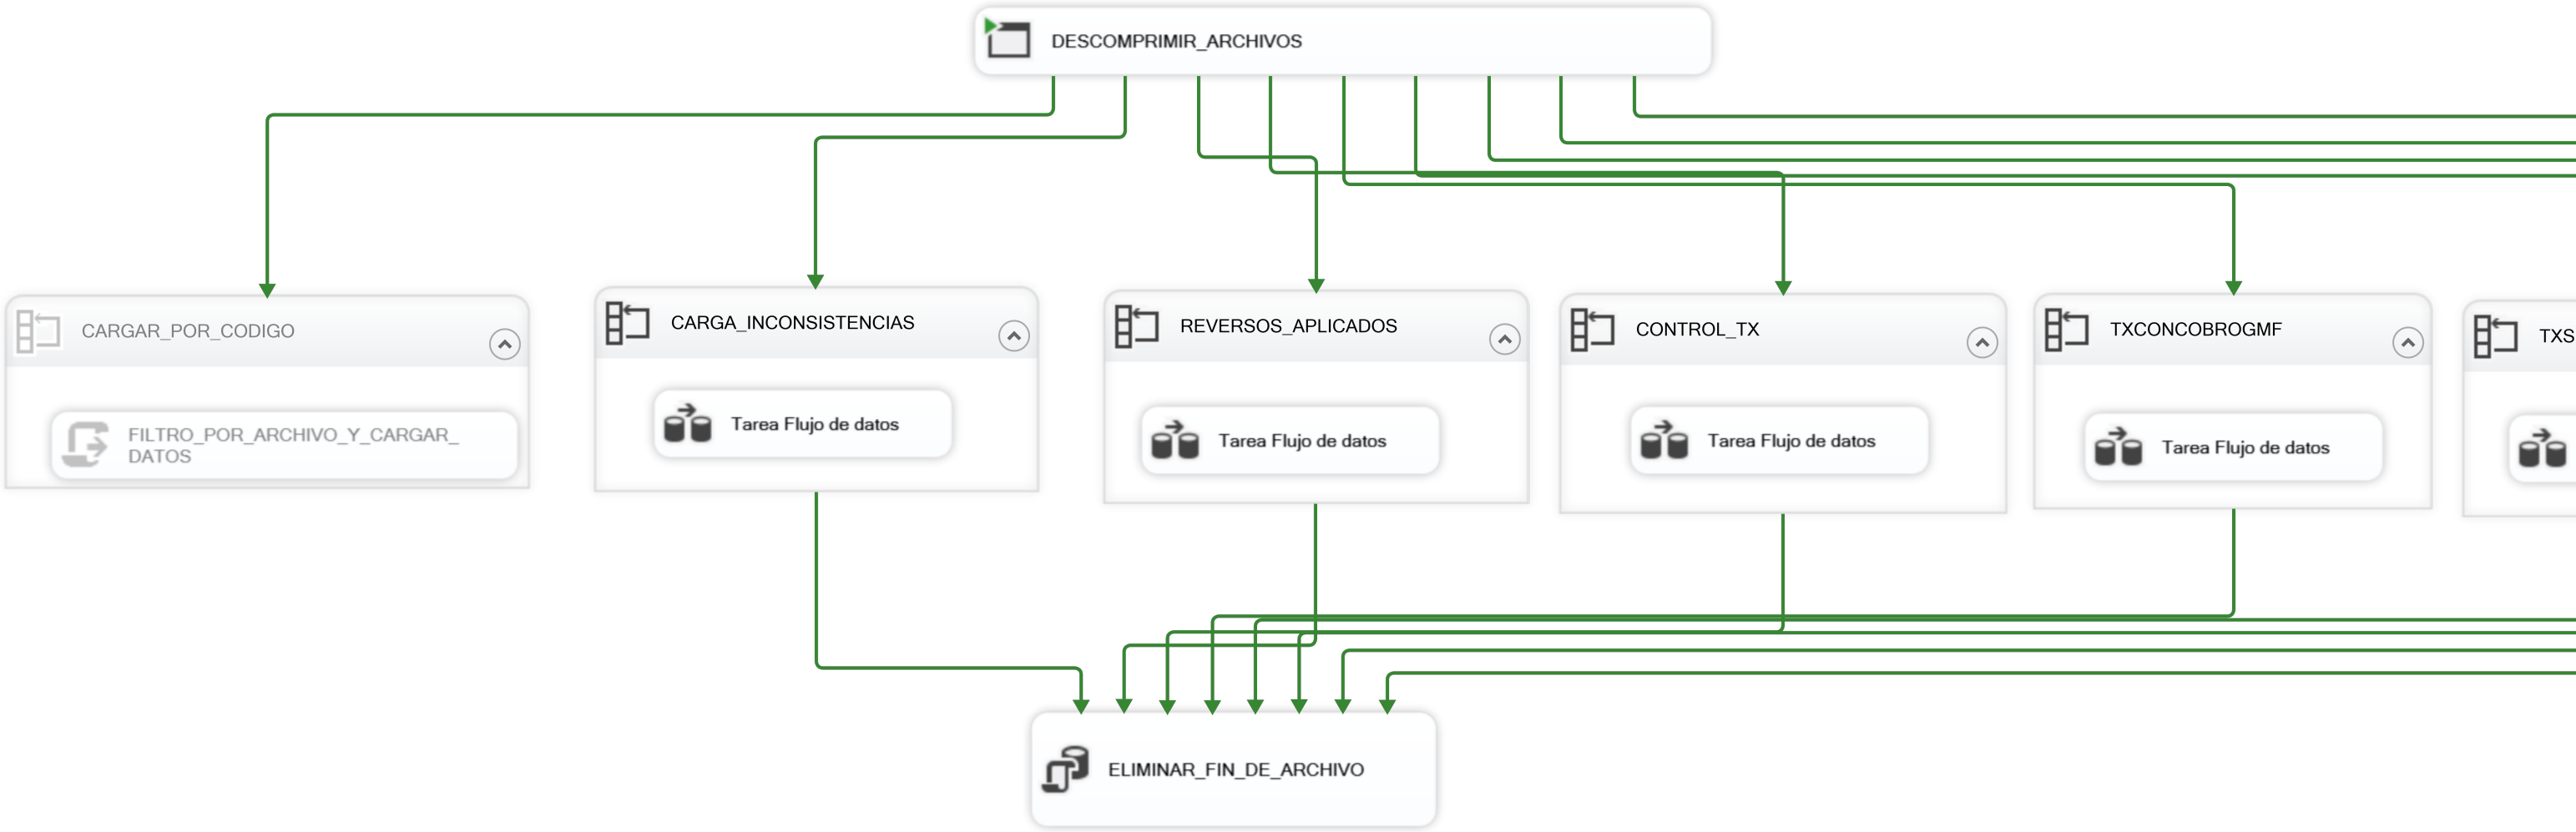 DESCOMPRIMIR_ARCHIVOS
CARGAR_POR_CODIGO
CARGA_INCONSISTENCIAS
REVERSOS_APLICADOS
CONTROL_TX
TXCONCOBROGMF
TXS
FILTRO_POR_ARCHIVO_Y_CARGAR_
DATOS
Tarea Flujo de datos
Tarea Flujo de datos
Tarea Flujo de datos
Tarea Flujo de datos
ELIMINAR_FIN_DE_ARCHIVO